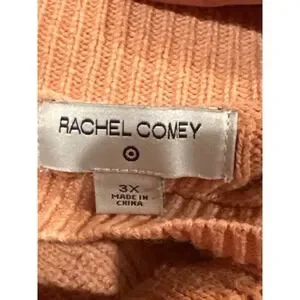 RACHEL COMEY
3X
MADE IN
CHINA